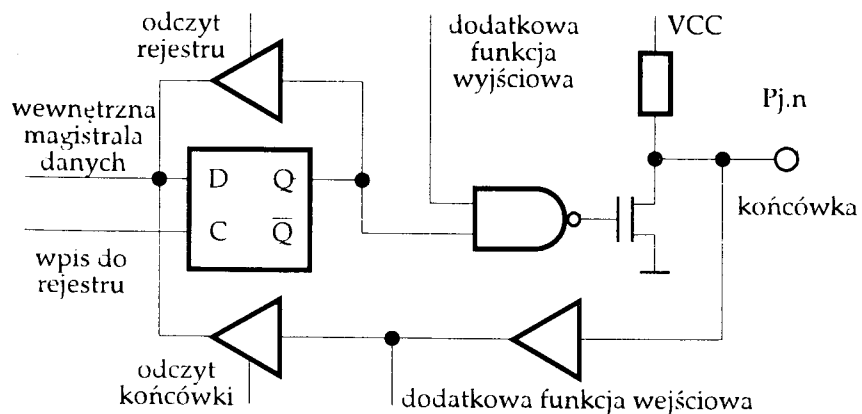 odczyt
rejestru
dodatkowa
funkcja
wyjściowa
VCC
Pj.n
wewnętrzna
magistrala
danych
D Q
C Q̅
końcówka
wpis do
rejestru
odczyt
końcówki
dodatkowa funkcja wejściowa